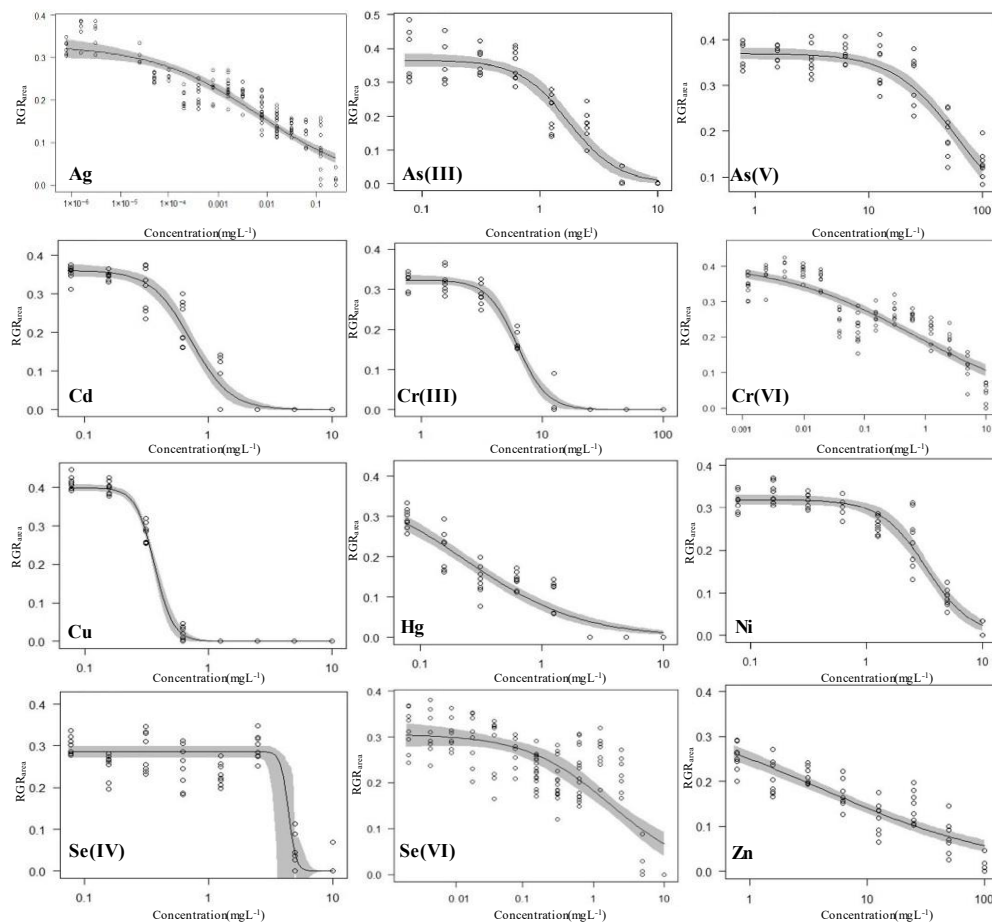 0.4
0.3
0.2
0.1
0.0
RGRarea
Ag
1×10⁻⁶ 1×10⁻⁵ 1×10⁻⁴ 0.001 0.01 0.1
Concentration(mgL⁻¹)
0.5
0.4
0.3
0.2
0.1
0.0
RGRarea
As(III)
0.1 1 10
Concentration (mgL¹)
0.5
0.4
0.3
0.2
0.1
RGRarea
As(V)
1 10 100
Concentration(mgL⁻¹)
0.4
0.3
0.2
0.1
0.0
RGRarea
Cd
0.1 1 10
Concentration(mgL⁻¹)
0.4
0.3
0.2
0.1
0.0
RGRarea
Cr(III)
1 10 100
Concentration(mgL⁻¹)
0.4
0.3
0.2
0.1
0.0
RGRarea
Cr(VI)
0.001 0.01 0.1 1 10
Concentration(mgL⁻¹)
0.4
0.3
0.2
0.1
0.0
RGRarea
Cu
0.1 1 10
Concentration(mgL⁻¹)
0.4
0.3
0.2
0.1
0.0
RGRarea
Hg
0.1 1 10
Concentration(mgL⁻¹)
0.4
0.3
0.2
0.1
0.0
RGRarea
Ni
0.1 1 10
Concentration(mgL⁻¹)
0.4
0.3
0.2
0.1
0.0
RGRarea
Se(IV)
0.1 1 10
Concentration(mgL⁻¹)
0.4
0.3
0.2
0.1
0.0
RGRarea
Se(VI)
0.01 0.1 1 10
Concentration(mgL⁻¹)
0.4
0.3
0.2
0.1
0.0
RGRarea
Zn
1 10 100
Concentration(mgL⁻¹)